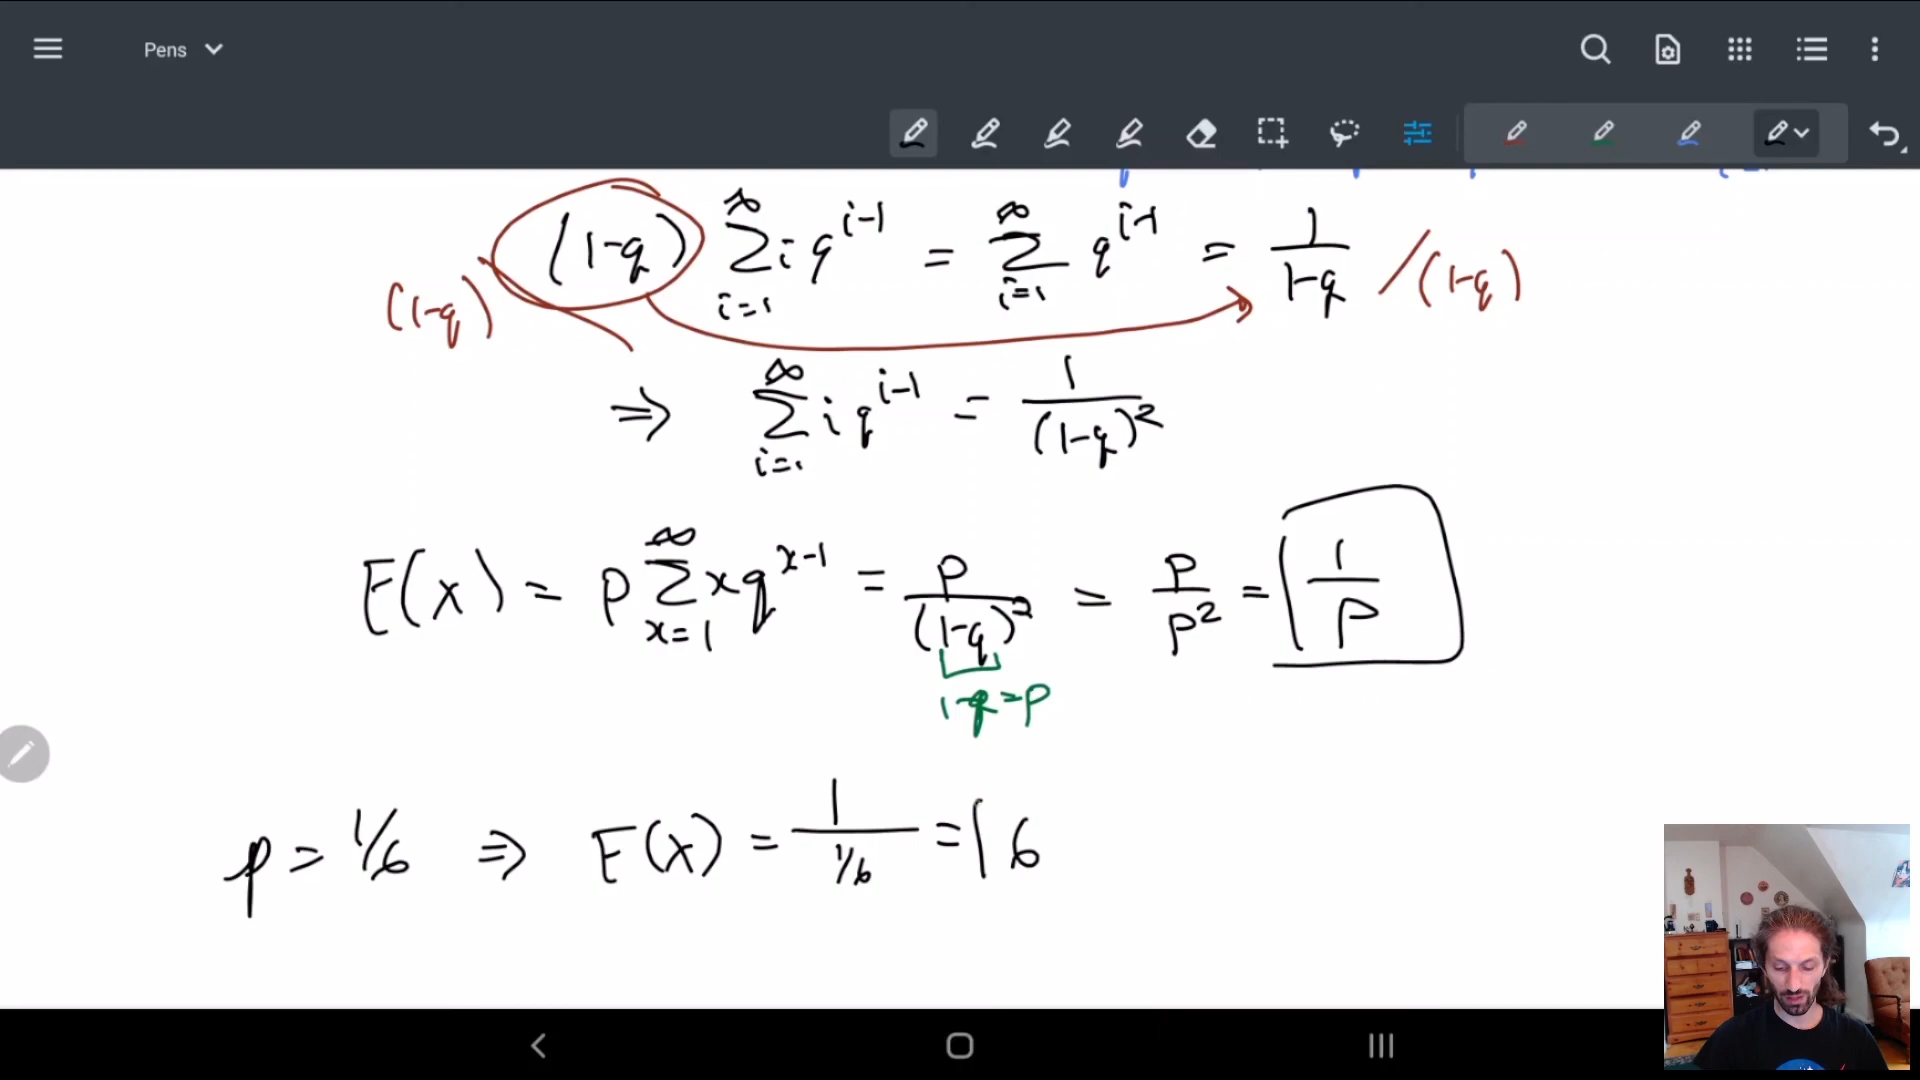 Pens
(1-q) ∑_{i=1}^{∞} i q^{i-1} = ∑_{i=1}^{∞} q^{i-1} = 1/(1-q) /(1-q)
(1-q)
⇒ ∑_{i=1}^{∞} i q^{i-1} = 1/(1-q)^2
E(X) = p ∑_{x=1}^{∞} x q^{x-1} = p/(1-q)^2 = p/p^2 = 1/p
1-q=p
p = 1/6 ⇒ E(X) = 1/(1/6) = 6